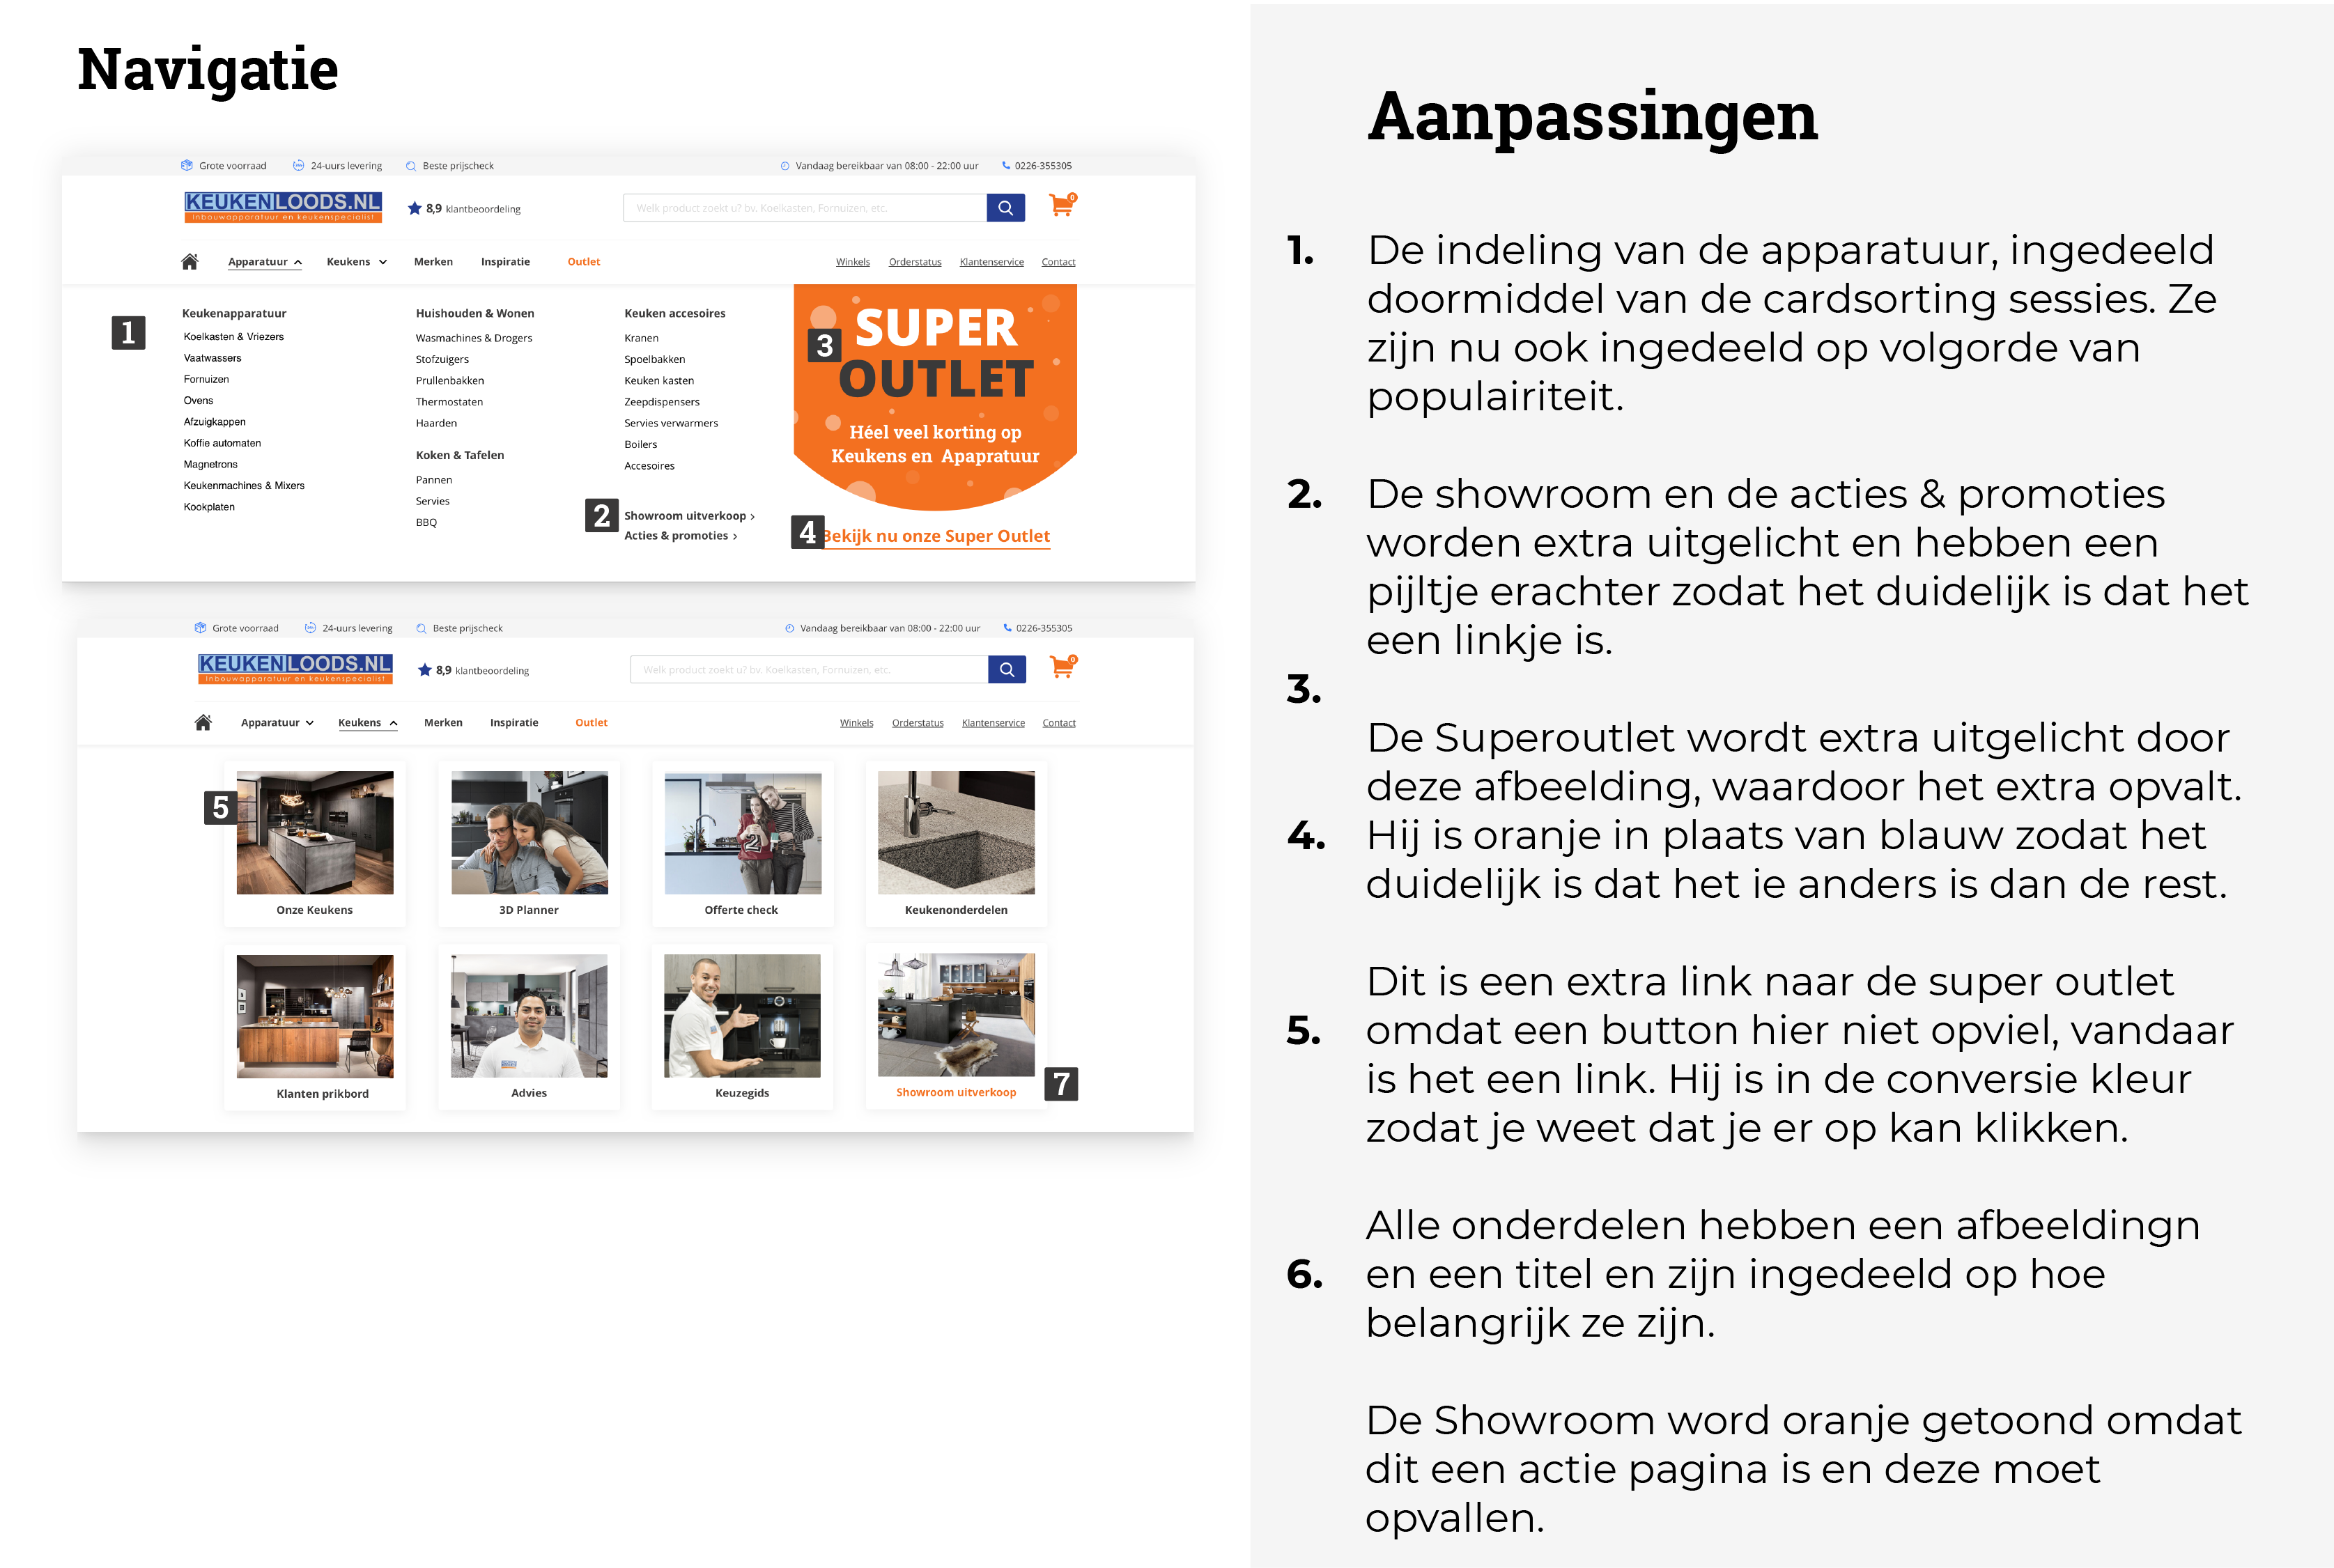 Navigatie
Grote voorraad
24-uurs levering
Beste prijscheck
Vandaag bereikbaar van 08:00 - 22:00 uur
0226-355305
KEUKENLOODS.NL
Inbouwapparatuur en keukenspecialist
8,9 klantbeoordeling
Welk product zoekt u? bv. Koelkasten, Fornuizen, etc.
0
Apparatuur
Keukens
Merken
Inspiratie
Outlet
Winkels
Orderstatus
Klantenservice
Contact
1
Keukenapparatuur
Koelkasten & Vriezers
Vaatwassers
Fornuizen
Ovens
Afzuigkappen
Koffie automaten
Magnetrons
Keukenmachines & Mixers
Kookplaten
Huishouden & Wonen
Wasmachines & Drogers
Stofzuigers
Prullenbakken
Thermostaten
Haarden
Koken & Tafelen
Pannen
Servies
BBQ
Keuken accesoires
Kranen
Spoelbakken
Keuken kasten
Zeepdispensers
Servies verwarmers
Boilers
Accesoires
2
Showroom uitverkoop >
Acties & promoties >
3
SUPER
OUTLET
Héel veel korting op
Keukens en Apapratuur
4
Bekijk nu onze Super Outlet
Grote voorraad
24-uurs levering
Beste prijscheck
Vandaag bereikbaar van 08:00 - 22:00 uur
0226-355305
KEUKENLOODS.NL
Inbouwapparatuur en keukenspecialist
8,9 klantbeoordeling
Welk product zoekt u? bv. Koelkasten, Fornuizen, etc.
0
Apparatuur
Keukens
Merken
Inspiratie
Outlet
Winkels
Orderstatus
Klantenservice
Contact
5
2
Onze Keukens
3D Planner
Offerte check
Keukenonderdelen
Klanten prikbord
Advies
Keuzegids
Showroom uitverkoop
7
Aanpassingen
1. De indeling van de apparatuur, ingedeeld
doormiddel van de cardsorting sessies. Ze
zijn nu ook ingedeeld op volgorde van
populairiteit.
2. De showroom en de acties & promoties
worden extra uitgelicht en hebben een
pijltje erachter zodat het duidelijk is dat het
een linkje is.
3.
De Superoutlet wordt extra uitgelicht door
deze afbeelding, waardoor het extra opvalt.
4. Hij is oranje in plaats van blauw zodat het
duidelijk is dat het ie anders is dan de rest.
Dit is een extra link naar de super outlet
5. omdat een button hier niet opviel, vandaar
is het een link. Hij is in de conversie kleur
zodat je weet dat je er op kan klikken.
Alle onderdelen hebben een afbeeldingn
6. en een titel en zijn ingedeeld op hoe
belangrijk ze zijn.
De Showroom word oranje getoond omdat
dit een actie pagina is en deze moet
opvallen.